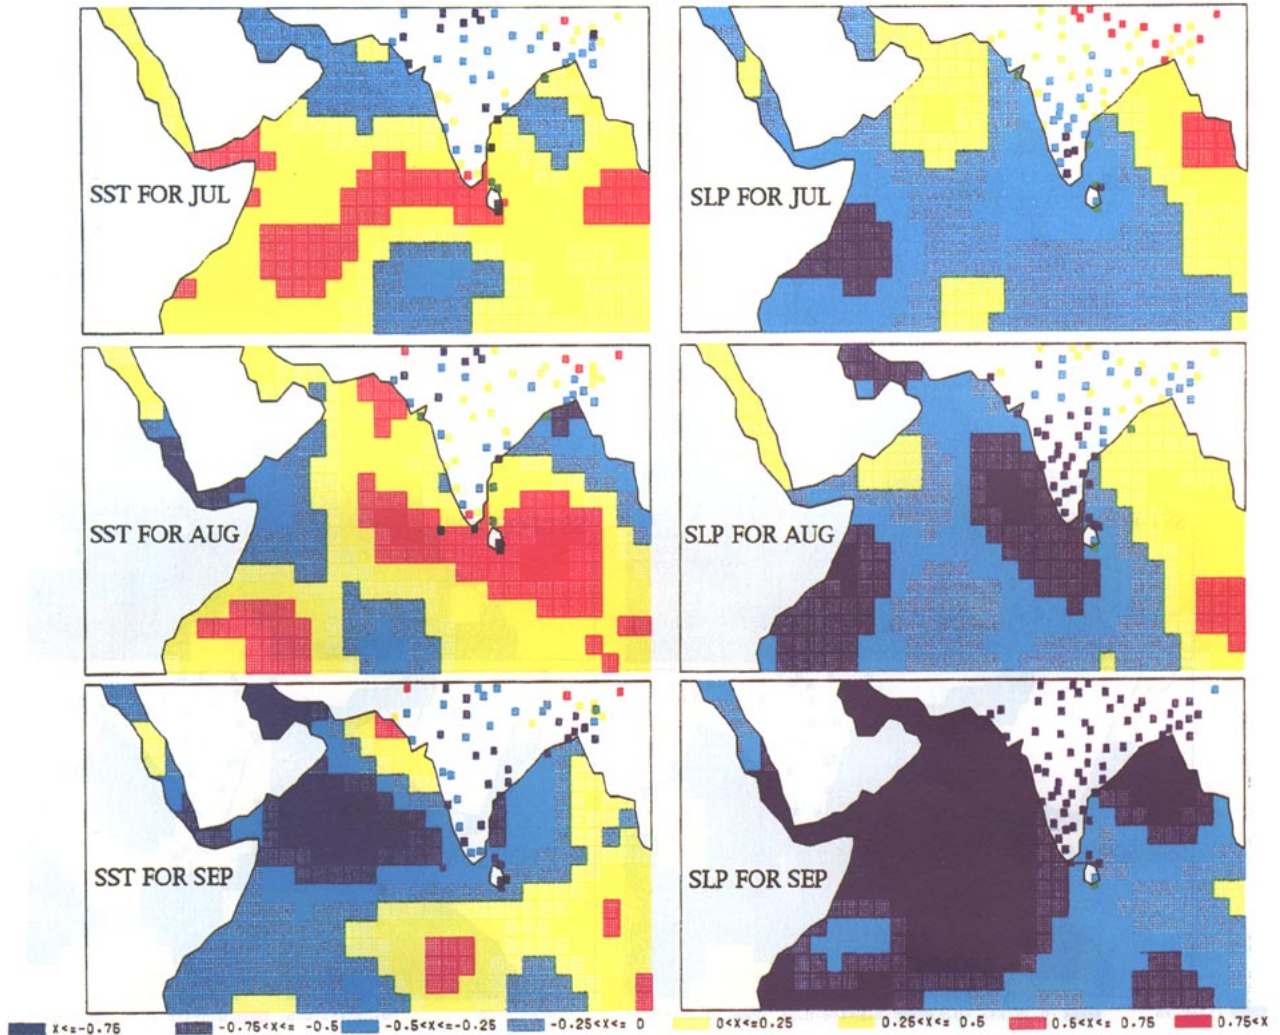 SST FOR JUL
SLP FOR JUL
SST FOR AUG
SLP FOR AUG
SST FOR SEP
SLP FOR SEP
X<=-0.75 -0.75<X<= -0.5 -0.5<X<=-0.25 -0.25<X<= 0 0<X<=0.25 0.25<X<= 0.5 0.5<X<= 0.75 0.75<X